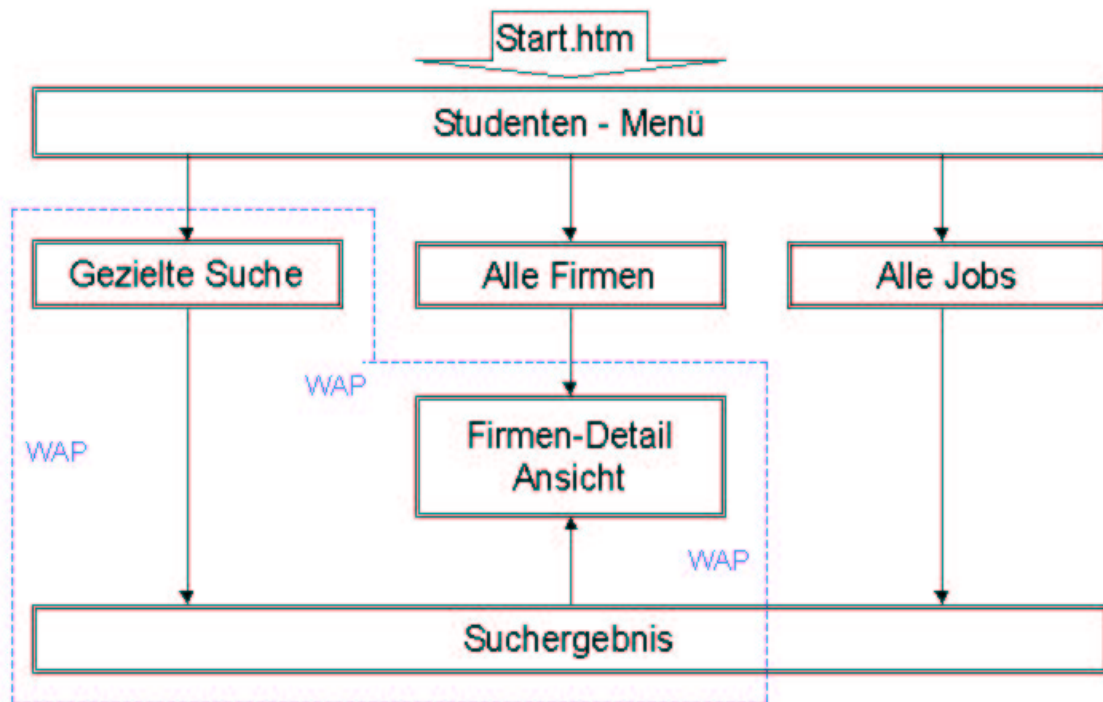 Start.htm
Studenten - Menü
Gezielte Suche
Alle Firmen
Alle Jobs
WAP
Firmen-Detail
Ansicht
WAP
WAP
Suchergebnis